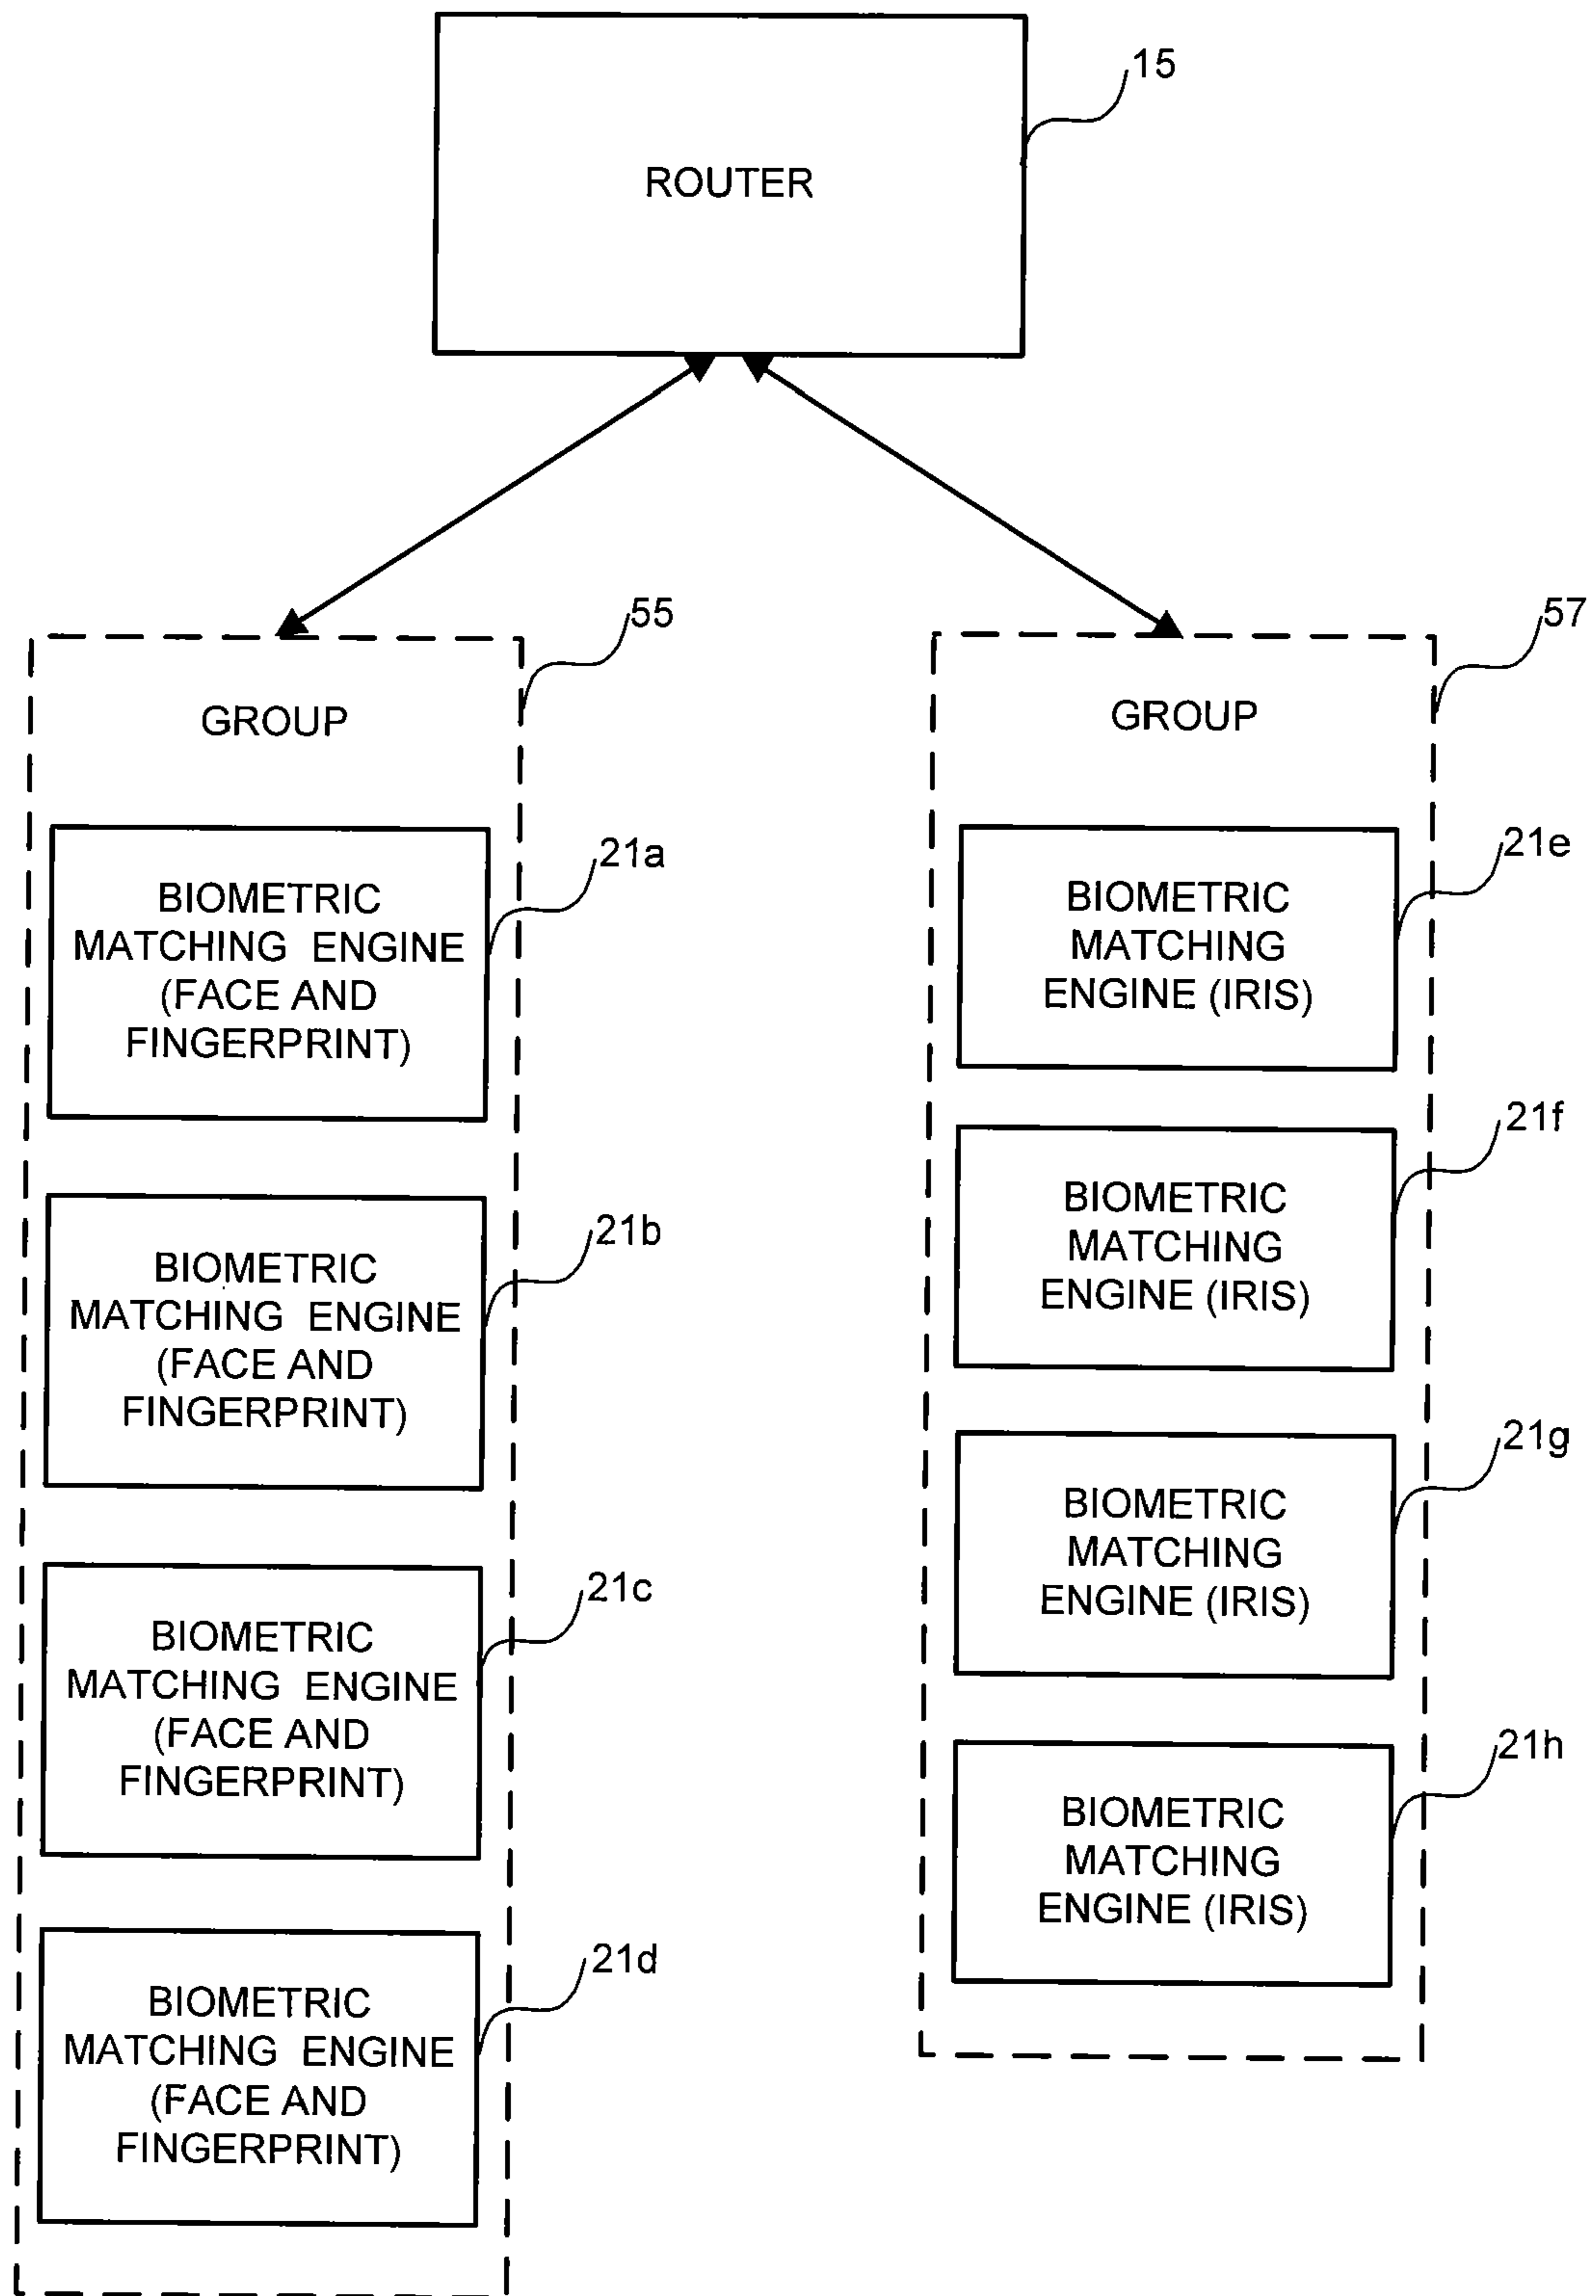 15
ROUTER
55
GROUP
21a
BIOMETRIC
MATCHING ENGINE
(FACE AND
FINGERPRINT)
21b
BIOMETRIC
MATCHING ENGINE
(FACE AND
FINGERPRINT)
21c
BIOMETRIC
MATCHING ENGINE
(FACE AND
FINGERPRINT)
21d
BIOMETRIC
MATCHING ENGINE
(FACE AND
FINGERPRINT)
57
GROUP
21e
BIOMETRIC
MATCHING
ENGINE (IRIS)
21f
BIOMETRIC
MATCHING
ENGINE (IRIS)
21g
BIOMETRIC
MATCHING
ENGINE (IRIS)
21h
BIOMETRIC
MATCHING
ENGINE (IRIS)